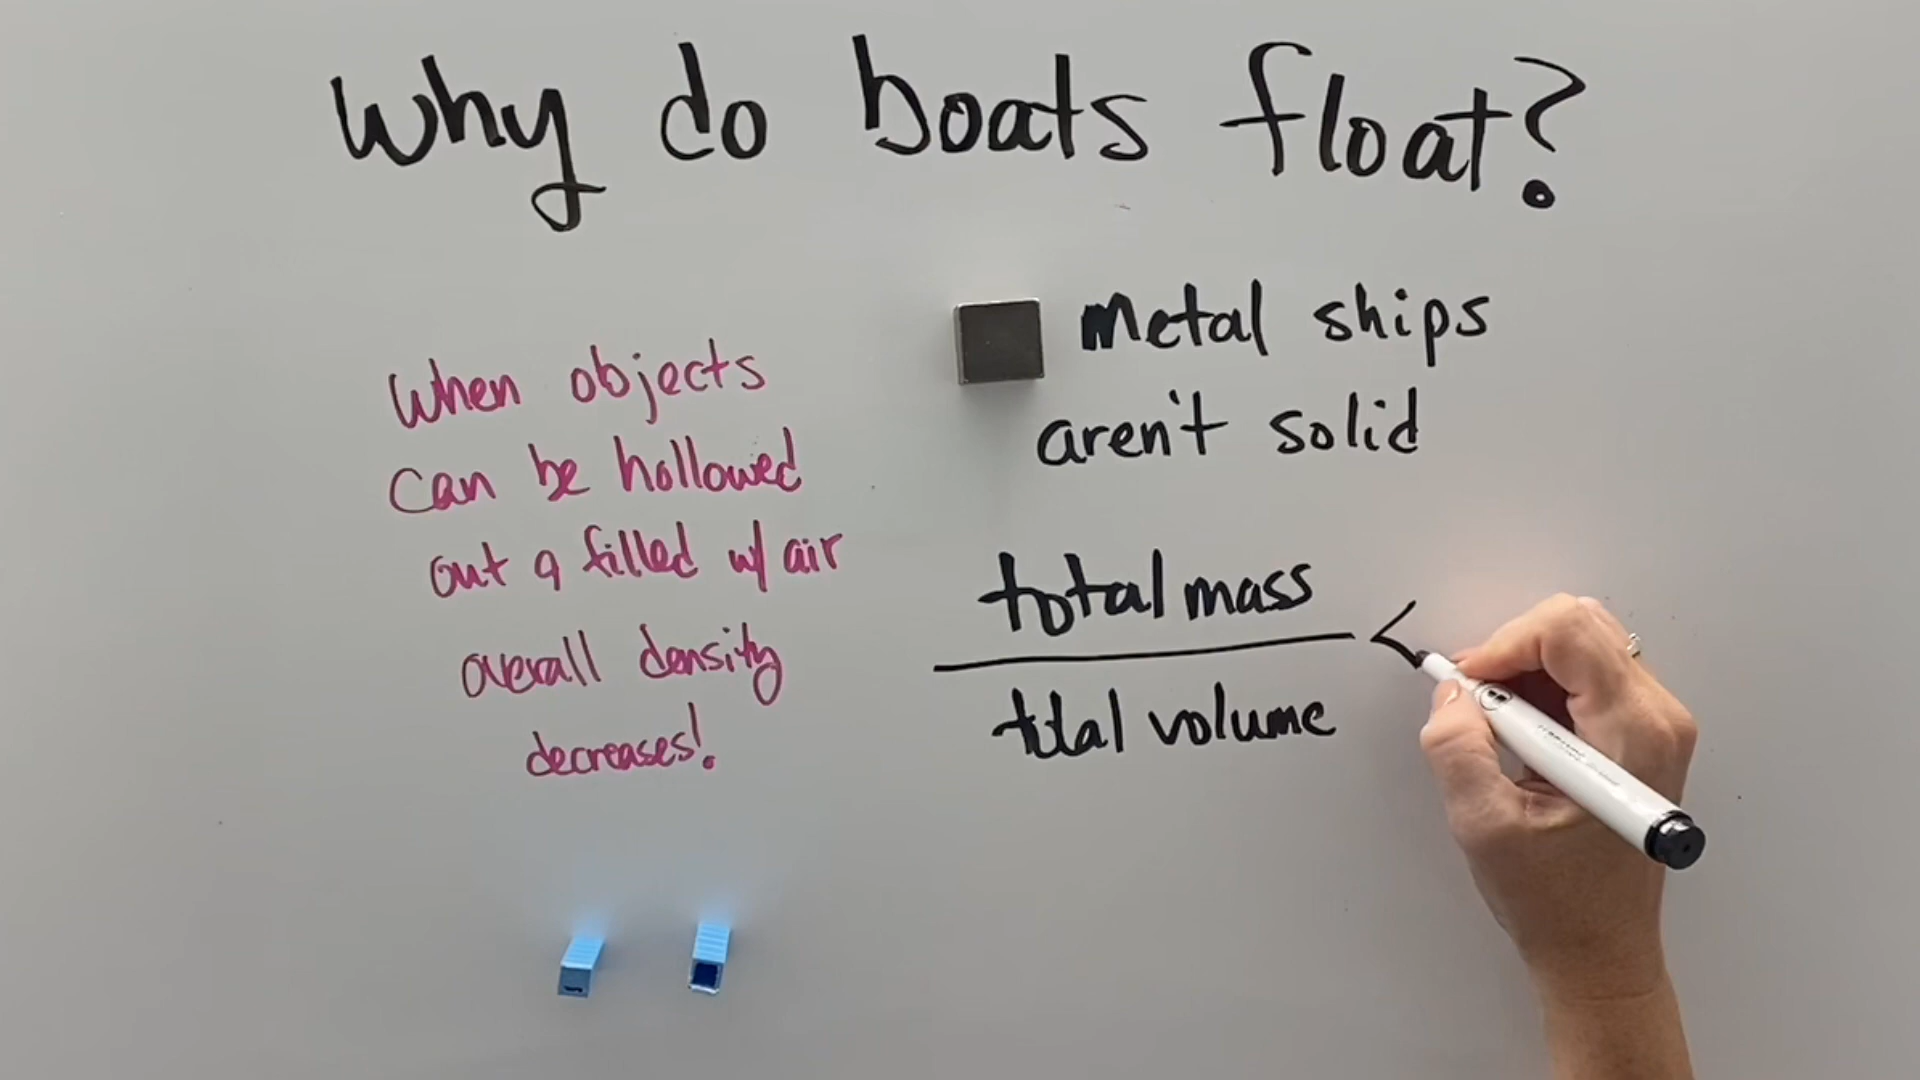 Why do boats float?
When objects
can be hollowed
out & filled w/ air
overall density
decreases!
Metal ships
aren't solid
total mass
total volume
<